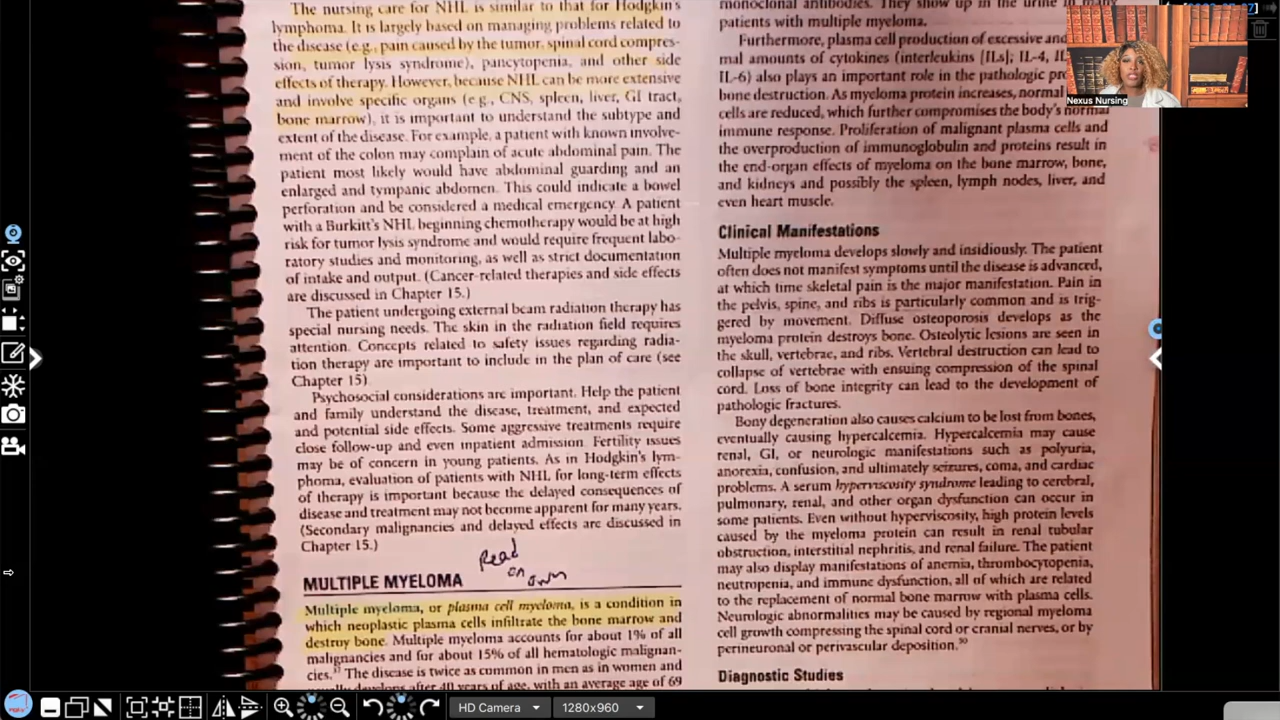 The nursing care for NHL is similar to that for Hodgkin's
lymphoma. It is largely based on managing problems related to
the disease (e.g., pain caused by the tumor, spinal cord compres-
sion, tumor lysis syndrome), pancytopenia, and other side
effects of therapy. However, because NHL can be more extensive
and involve specific organs (e.g., CNS, spleen, liver, GI tract,
bone marrow), it is important to understand the subtype and
extent of the disease. For example, a patient with known involve-
ment of the colon may complain of acute abdominal pain. The
patient most likely would have abdominal guarding and an
enlarged and tympanic abdomen. This could indicate a bowel
perforation and be considered a medical emergency. A patient
with a Burkitt's NHL beginning chemotherapy would be at high
risk for tumor lysis syndrome and would require frequent labo-
ratory studies and monitoring, as well as strict documentation
of intake and output. (Cancer-related therapies and side effects
are discussed in Chapter 15.)
The patient undergoing external beam radiation therapy has
special nursing needs. The skin in the radiation field requires
attention. Concepts related to safety issues regarding radia-
tion therapy are important to include in the plan of care (see
Chapter 15)
Psychosocial considerations are important. Help the patient
and family understand the disease, treatment, and expected
and potential side effects. Some aggressive treatments require
close follow-up and even inpatient admission. Fertility issues
may be of concern in young patients. As in Hodgkin's lym-
phoma, evaluation of patients with NHL for long-term effects
of therapy is important because the delayed consequences of
disease and treatment may not become apparent for many years.
(Secondary malignancies and delayed effects are discussed in
Chapter 15.)
Read
on
own
MULTIPLE MYELOMA
Multiple myeloma, or plasma cell myeloma, is a condition in
which neoplastic plasma cells infiltrate the bone marrow and
destroy bone. Multiple myeloma accounts for about 1% of all
malignancies and for about 15% of all hematologic malignan-
cies. The disease is twice as common in men as in women and
usually develops after 40 years of age, with an average age of 69
monoclonal antibodies. They show up in the urine in many
patients with multiple myeloma.
Furthermore, plasma cell production of excessive and
mal amounts of cytokines (interleukins [ILs]; IL-4,
IL-6) also plays an important role in the pathologic
bone destruction. As myeloma protein increases, normal
cells are reduced, which further compromises the body's normal
immune response. Proliferation of malignant plasma cells and
the overproduction of immunoglobulin and proteins result in
the end-organ effects of myeloma on the bone marrow, bone,
and kidneys and possibly the spleen, lymph nodes, liver, and
even heart muscle.
Clinical Manifestations
Multiple myeloma develops slowly and insidiously. The patient
often does not manifest symptoms until the disease is advanced,
at which time skeletal pain is the major manifestation. Pain in
the pelvis, spine, and ribs is particularly common and is trig-
gered by movement. Diffuse osteoporosis develops as the
myeloma protein destroys bone. Osteolytic lesions are seen in
the skull, vertebrae, and ribs. Vertebral destruction can lead to
collapse of vertebrae with ensuing compression of the spinal
cord. Loss of bone integrity can lead to the development of
pathologic fractures.
Bony degeneration also causes calcium to be lost from bones,
eventually causing hypercalcemia. Hypercalcemia may cause
renal, GI, or neurologic manifestations such as polyuria,
anorexia, confusion, and ultimately seizures, coma, and cardiac
problems. A serum hyperviscosity syndrome leading to cerebral,
pulmonary, renal, and other organ dysfunction can occur in
some patients. Even without hyperviscosity, high protein levels
caused by the myeloma protein can result in renal tubular
obstruction, interstitial nephritis, and renal failure. The patient
may also display manifestations of anemia, thrombocytopenia,
neutropenia, and immune dysfunction, all of which are related
to the replacement of normal bone marrow with plasma cells.
Neurologic abnormalities may be caused by regional myeloma
cell growth compressing the spinal cord or cranial nerves, or by
perineuronal or perivascular deposition.
Diagnostic Studies
Nexus Nursing
HD Camera
1280x960